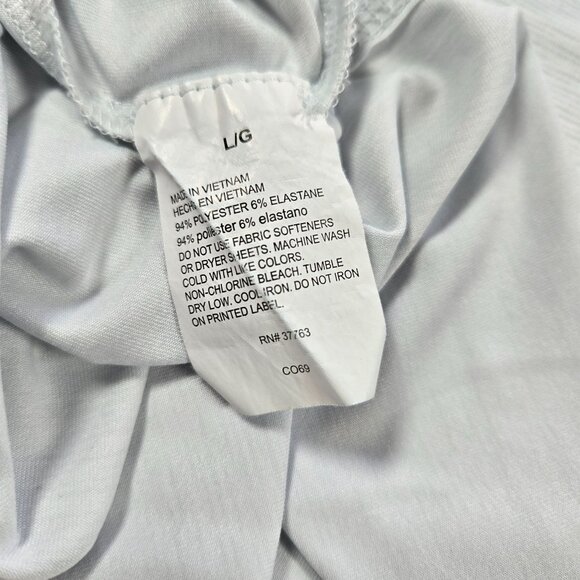 L/G
MADE IN VIETNAM
HECHO EN VIETNAM
94% POLYESTER 6% ELASTANE
94% poliester 6% elastano
DO NOT USE FABRIC SOFTENERS
OR DRYER SHEETS. MACHINE WASH
COLD WITH LIKE COLORS.
NON-CHLORINE BLEACH. TUMBLE
DRY LOW. COOL IRON. DO NOT IRON
ON PRINTED LABEL.
RN# 37763
CO69